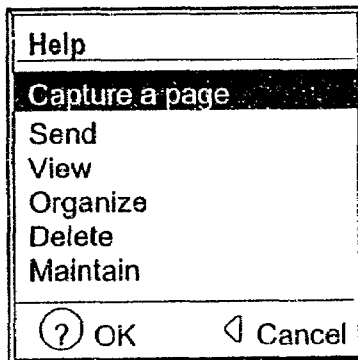 Help
Capture a page
Send
View
Organize
Delete
Maintain
? OK Cancel